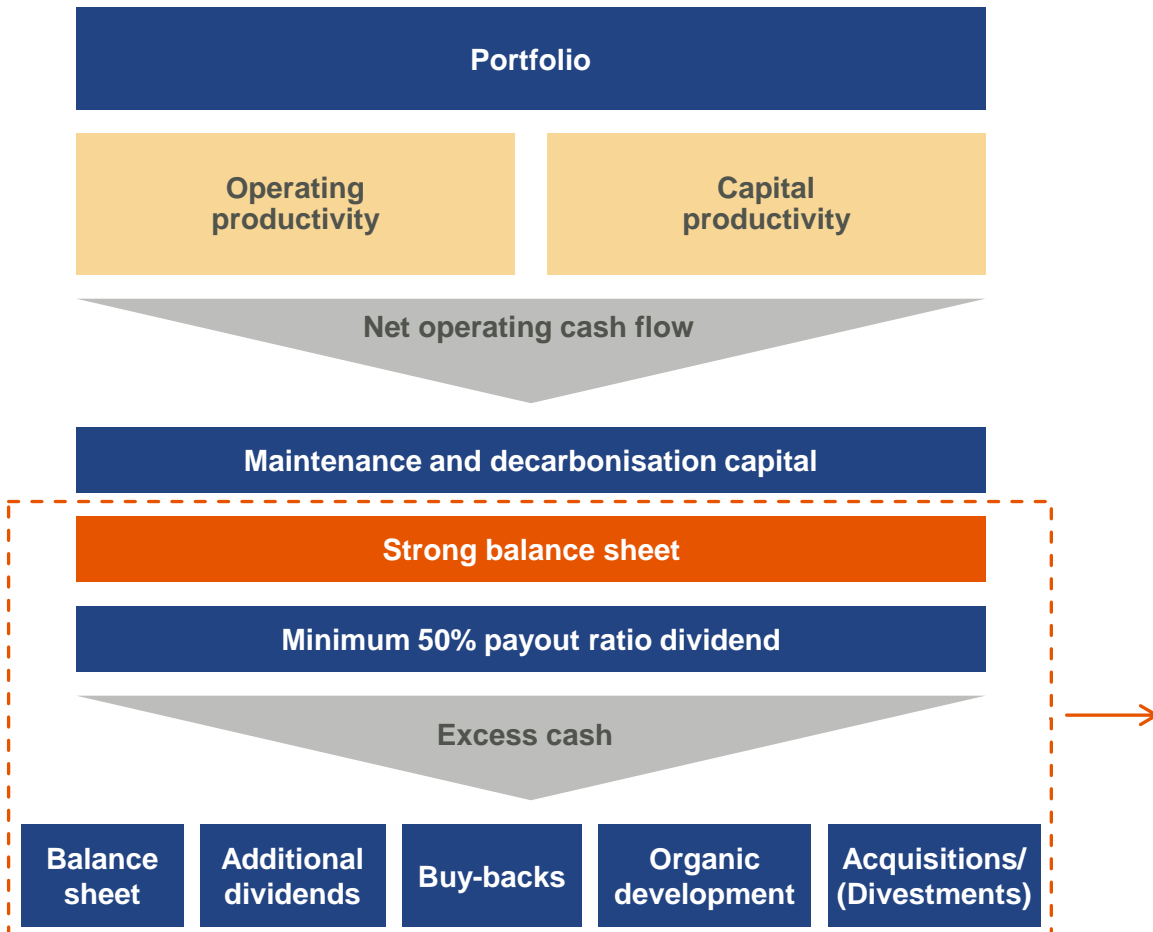 Portfolio
Operating
productivity
Capital
productivity
Net operating cash flow
Maintenance and decarbonisation capital
Strong balance sheet
Minimum 50% payout ratio dividend
Excess cash
Balance
sheet
Additional
dividends
Buy-backs
Organic
development
Acquisitions/
(Divestments)